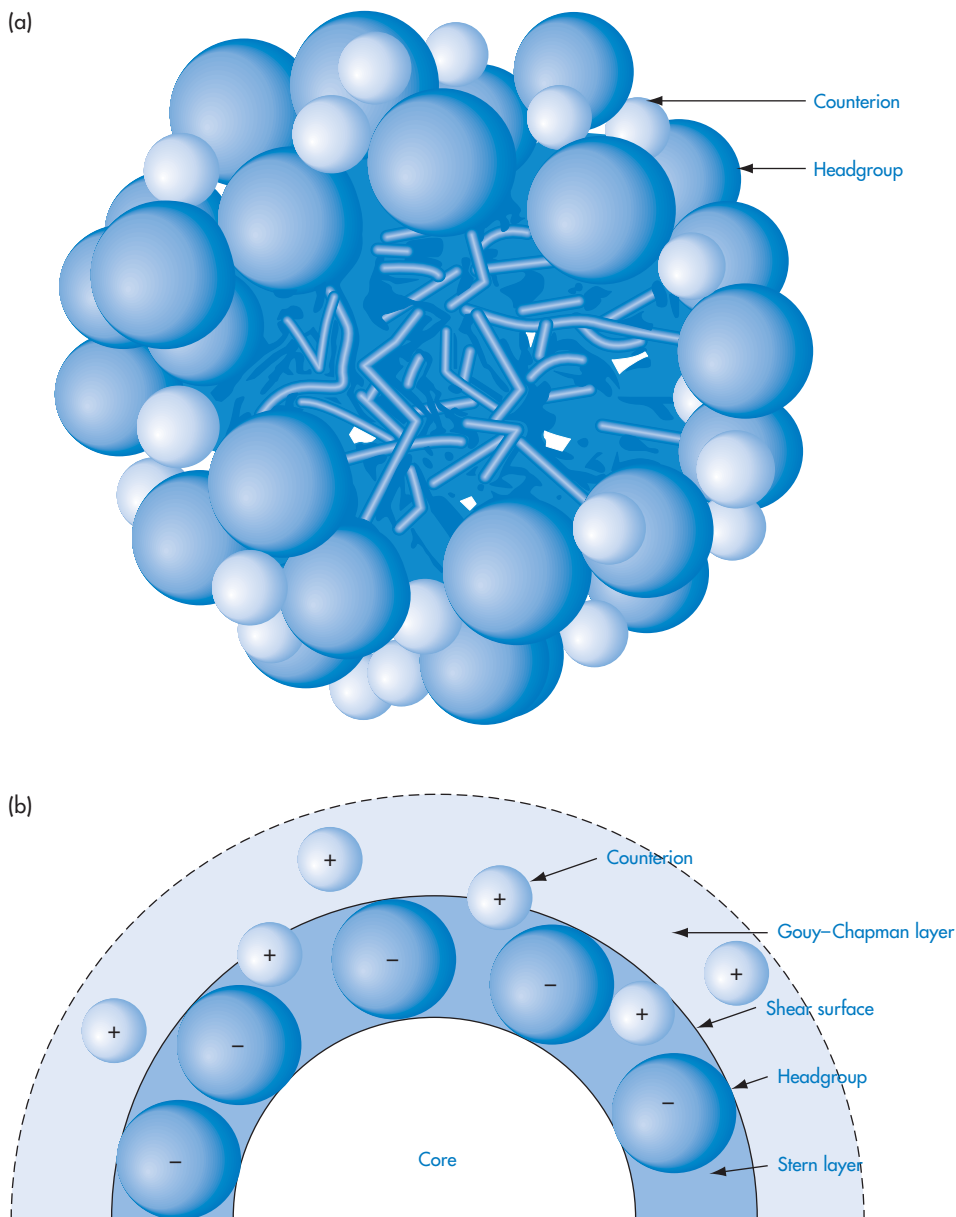 (a)
Counterion
Headgroup
(b)
+
Counterion
+
+
Gouy–Chapman layer
−
+
−
+
Shear surface
+
−
Headgroup
−
Core
−
Stern layer